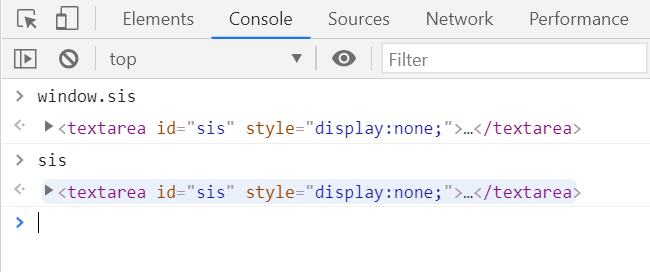 Elements Console Sources Network Performance
top Filter
> window.sis
<textarea id="sis" style="display:none;">…</textarea>
> sis
<textarea id="sis" style="display:none;">…</textarea>
>